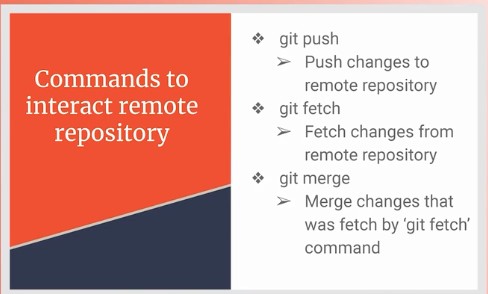 Commands to
interact remote
repository
❖ git push
➢ Push changes to
remote repository
❖ git fetch
➢ Fetch changes from
remote repository
❖ git merge
➢ Merge changes that
was fetch by ‘git fetch’
command